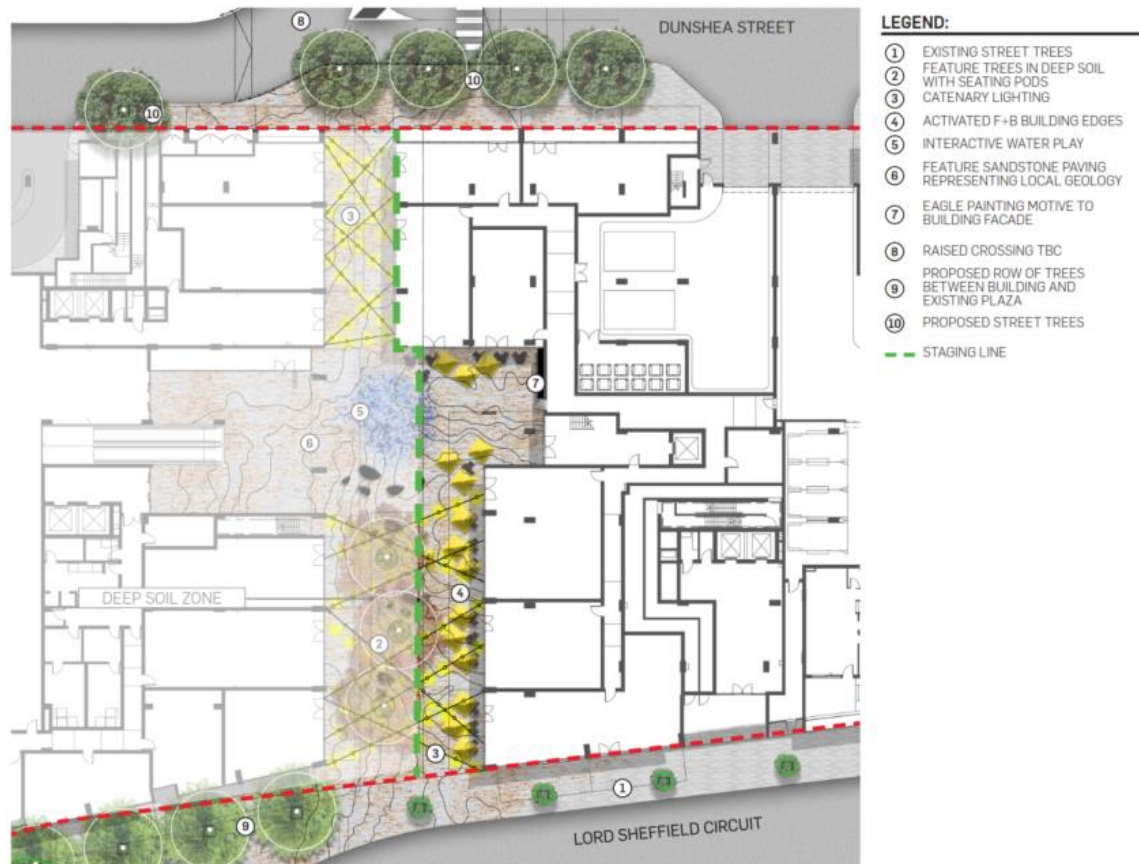 DUNSHEA STREET
8
10
10
3
7
5
6
4
DEEP SOIL ZONE
2
3
1
9
LORD SHEFFIELD CIRCUIT
LEGEND:
1 EXISTING STREET TREES
2 FEATURE TREES IN DEEP SOIL
WITH SEATING PODS
3 CATENARY LIGHTING
4 ACTIVATED F+B BUILDING EDGES
5 INTERACTIVE WATER PLAY
6 FEATURE SANDSTONE PAVING
REPRESENTING LOCAL GEOLOGY
7 EAGLE PAINTING MOTIVE TO
BUILDING FACADE
8 RAISED CROSSING TBC
9 PROPOSED ROW OF TREES
BETWEEN BUILDING AND
EXISTING PLAZA
10 PROPOSED STREET TREES
STAGING LINE